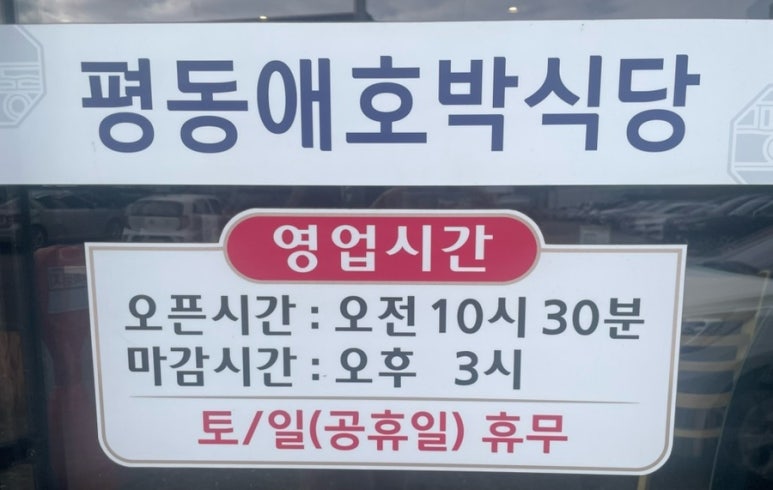 평동애호박식당
영업시간
오픈시간 : 오전 10시 30분
마감시간 : 오후 3시
토/일(공휴일) 휴무